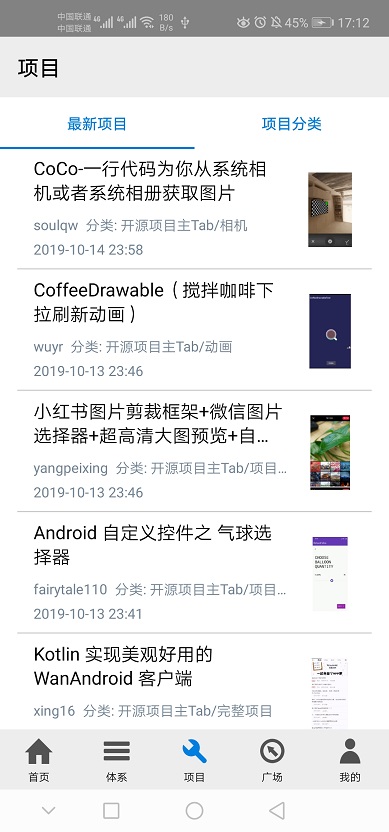 中国联通 4G 4G 180 45% 17:12
中国联通 B/s
项目
最新项目 项目分类
CoCo-一行代码为你从系统相
机或者系统相册获取图片
soulqw 分类: 开源项目主Tab/相机
2019-10-14 23:58
CoffeeDrawable（搅拌咖啡下
拉刷新动画）
wuyr 分类: 开源项目主Tab/动画
2019-10-13 23:46
小红书图片剪裁框架+微信图片
选择器+超高清大图预览+自...
yangpeixing 分类: 开源项目主Tab/项目...
2019-10-13 23:46
Android 自定义控件之 气球选
择器
fairytale110 分类: 开源项目主Tab/项目...
2019-10-13 23:41
CHOOSE
BALLOON
QUANTITY
Kotlin 实现美观好用的
WanAndroid 客户端
xing16 分类: 开源项目主Tab/完整项目
首页 体系 项目 广场 我的